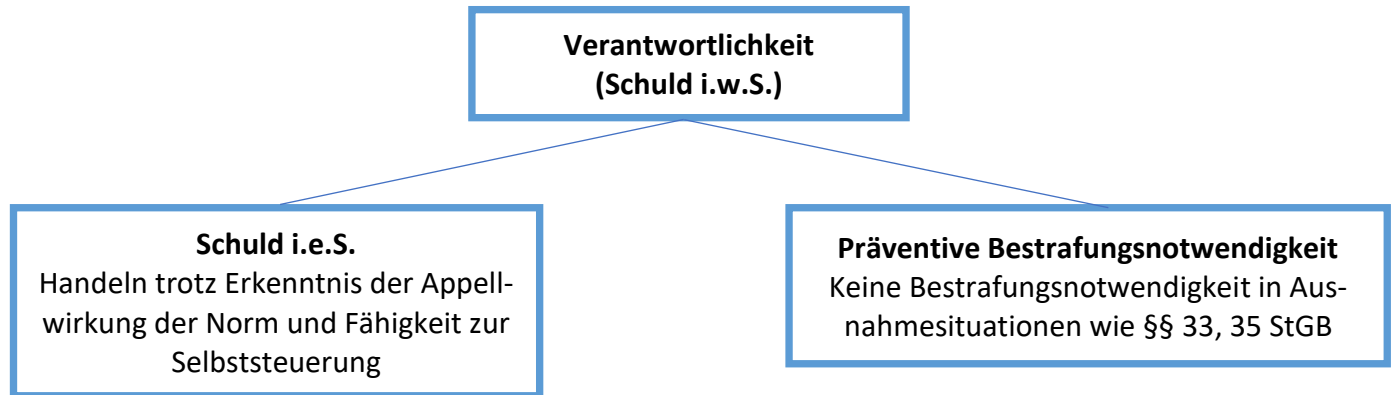 Verantwortlichkeit
(Schuld i.w.S.)
Schuld i.e.S.
Handeln trotz Erkenntnis der Appell-
wirkung der Norm und Fähigkeit zur
Selbststeuerung
Präventive Bestrafungsnotwendigkeit
Keine Bestrafungsnotwendigkeit in Aus-
nahmesituationen wie §§ 33, 35 StGB